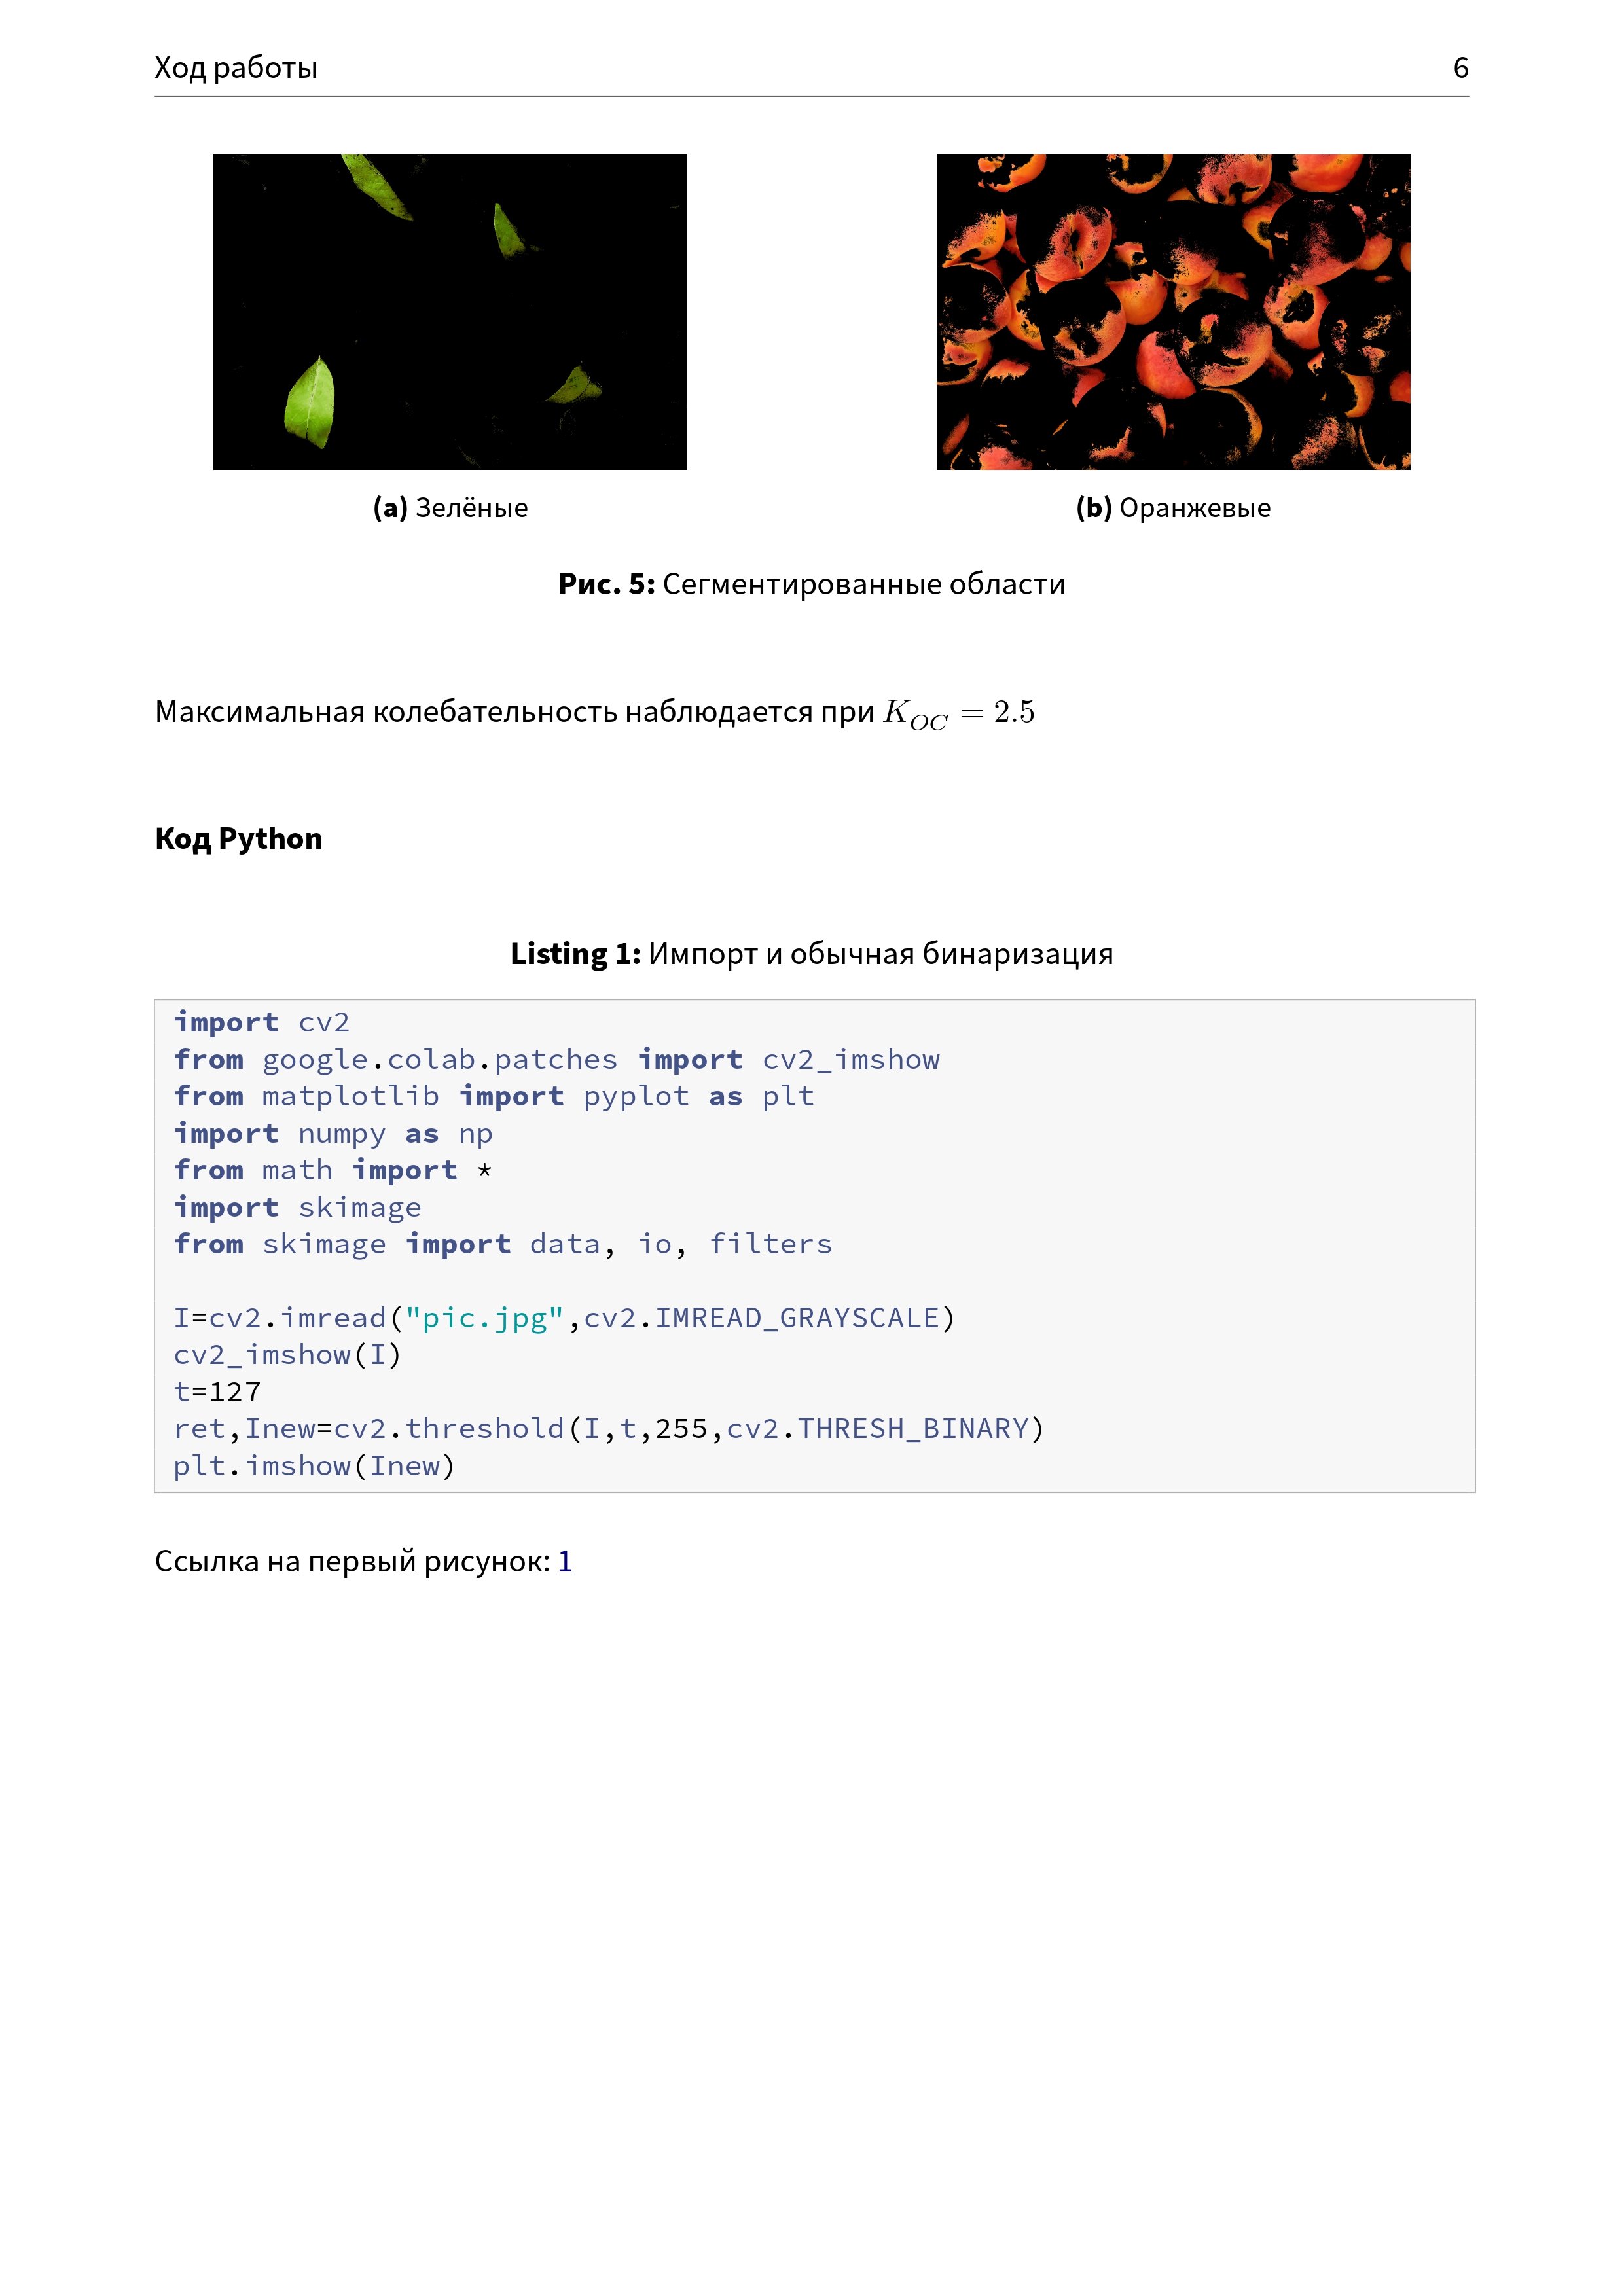 Ход работы 6
(a) Зелёные
(b) Оранжевые
Рис. 5: Сегментированные области
Максимальная колебательность наблюдается при K_OC = 2.5
Код Python
Listing 1: Импорт и обычная бинаризация
import cv2
from google.colab.patches import cv2_imshow
from matplotlib import pyplot as plt
import numpy as np
from math import *
import skimage
from skimage import data, io, filters
I=cv2.imread("pic.jpg",cv2.IMREAD_GRAYSCALE)
cv2_imshow(I)
t=127
ret,Inew=cv2.threshold(I,t,255,cv2.THRESH_BINARY)
plt.imshow(Inew)
Ссылка на первый рисунок: 1